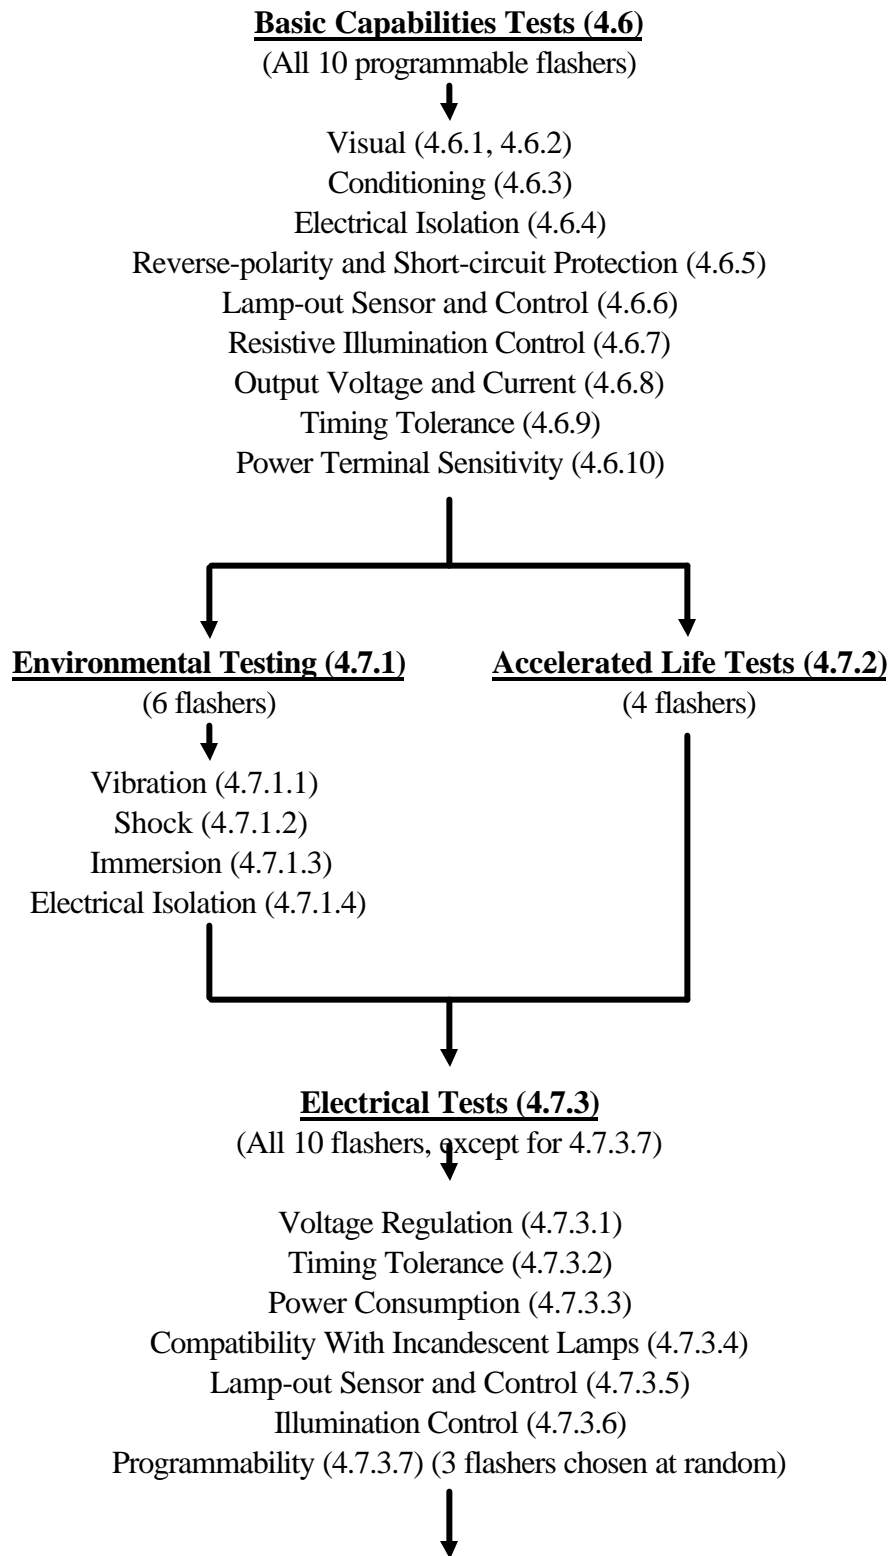 Basic Capabilities Tests (4.6)
(All 10 programmable flashers)
Visual (4.6.1, 4.6.2)
Conditioning (4.6.3)
Electrical Isolation (4.6.4)
Reverse-polarity and Short-circuit Protection (4.6.5)
Lamp-out Sensor and Control (4.6.6)
Resistive Illumination Control (4.6.7)
Output Voltage and Current (4.6.8)
Timing Tolerance (4.6.9)
Power Terminal Sensitivity (4.6.10)
Environmental Testing (4.7.1)
(6 flashers)
Vibration (4.7.1.1)
Shock (4.7.1.2)
Immersion (4.7.1.3)
Electrical Isolation (4.7.1.4)
Accelerated Life Tests (4.7.2)
(4 flashers)
Electrical Tests (4.7.3)
(All 10 flashers, except for 4.7.3.7)
Voltage Regulation (4.7.3.1)
Timing Tolerance (4.7.3.2)
Power Consumption (4.7.3.3)
Compatibility With Incandescent Lamps (4.7.3.4)
Lamp-out Sensor and Control (4.7.3.5)
Illumination Control (4.7.3.6)
Programmability (4.7.3.7) (3 flashers chosen at random)